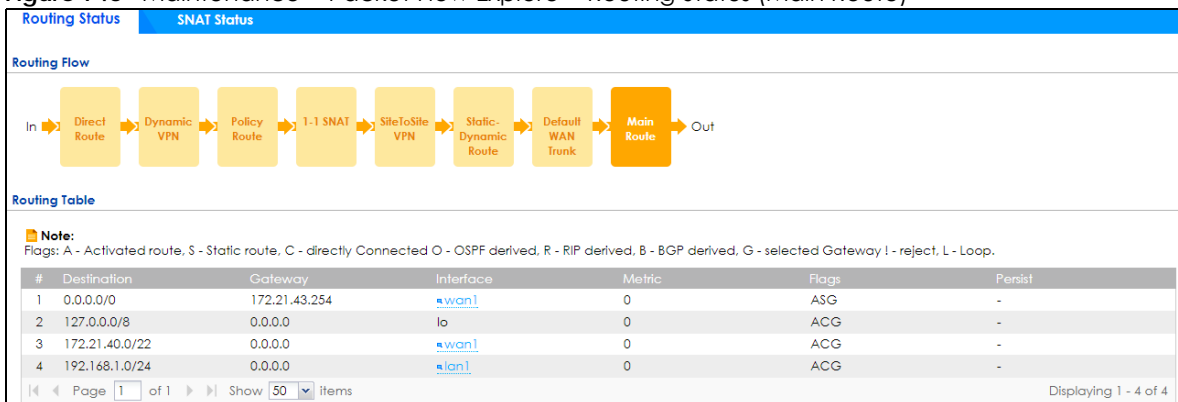 Routing Status SNAT Status
Routing Flow
In Direct Route Dynamic VPN Policy Route 1-1 SNAT SiteToSite VPN Static-Dynamic Route Default WAN Trunk Main Route Out
Routing Table
Note:
Flags: A - Activated route, S - Static route, C - directly Connected O - OSPF derived, R - RIP derived, B - BGP derived, G - selected Gateway ! - reject, L - Loop.
# Destination Gateway Interface Metric Flags Persist
1 0.0.0.0/0 172.21.43.254 wan1 0 ASG -
2 127.0.0.0/8 0.0.0.0 lo 0 ACG -
3 172.21.40.0/22 0.0.0.0 wan1 0 ACG -
4 192.168.1.0/24 0.0.0.0 lan1 0 ACG -
Page 1 of 1 Show 50 items Displaying 1 - 4 of 4